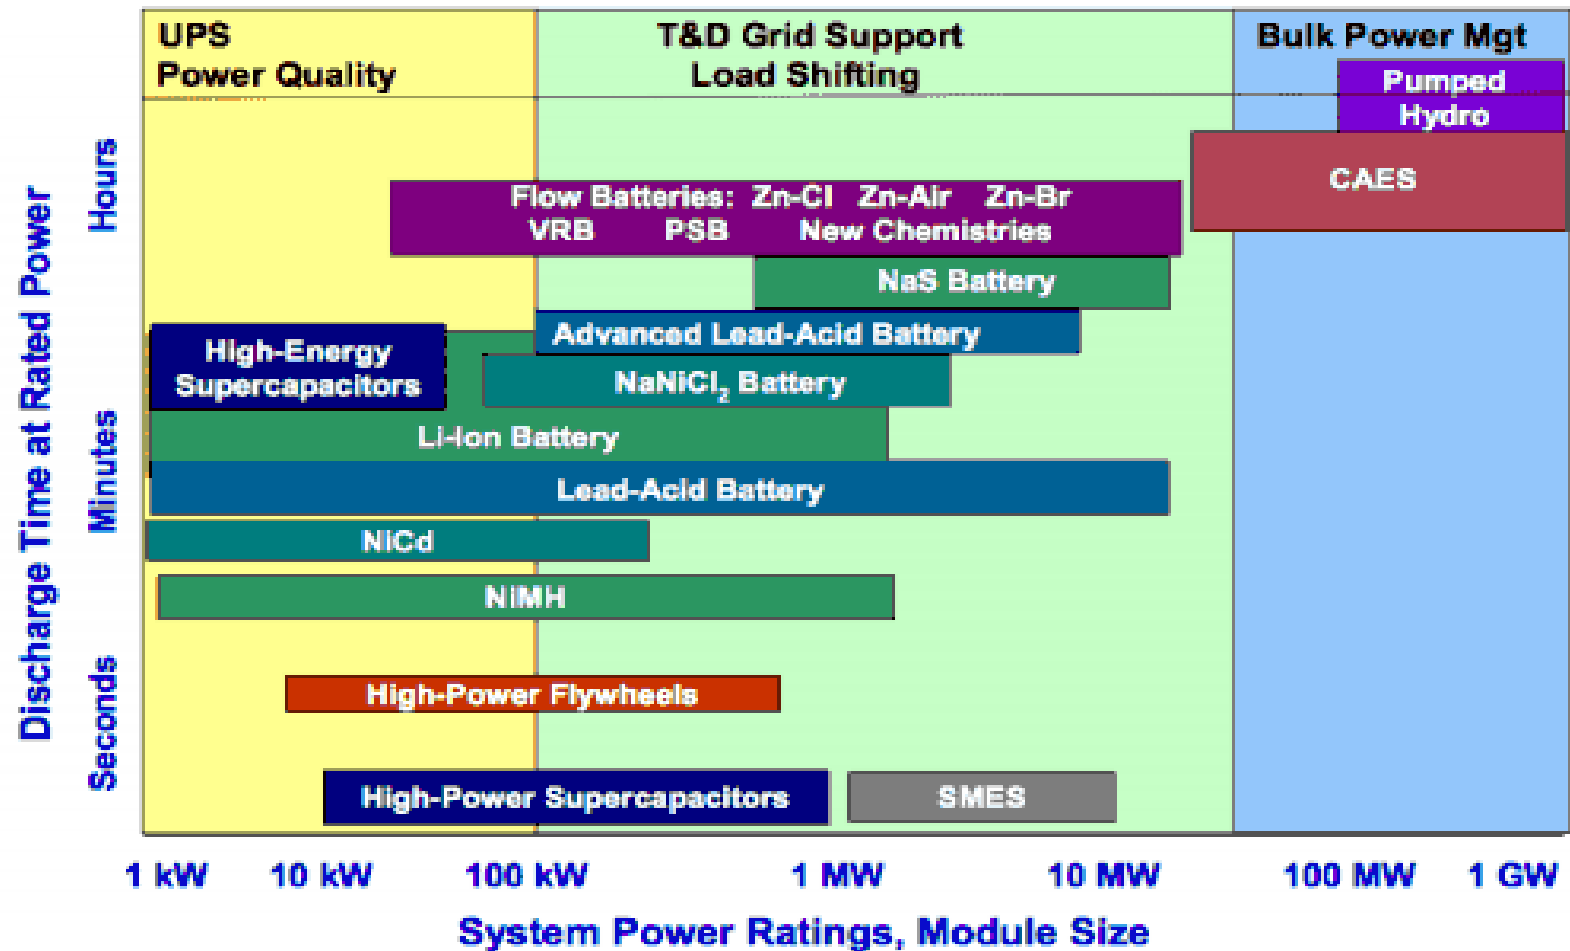 UPS
Power Quality
T&D Grid Support
Load Shifting
Bulk Power Mgt
Pumped
Hydro
CAES
Flow Batteries: Zn-Cl Zn-Air Zn-Br
VRB PSB New Chemistries
NaS Battery
Advanced Lead-Acid Battery
High-Energy
Supercapacitors
NaNiCl₂ Battery
Li-Ion Battery
Lead-Acid Battery
NiCd
NiMH
High-Power Flywheels
High-Power Supercapacitors
SMES
Discharge Time at Rated Power
Hours
Minutes
Seconds
1 kW 10 kW 100 kW 1 MW 10 MW 100 MW 1 GW
System Power Ratings, Module Size